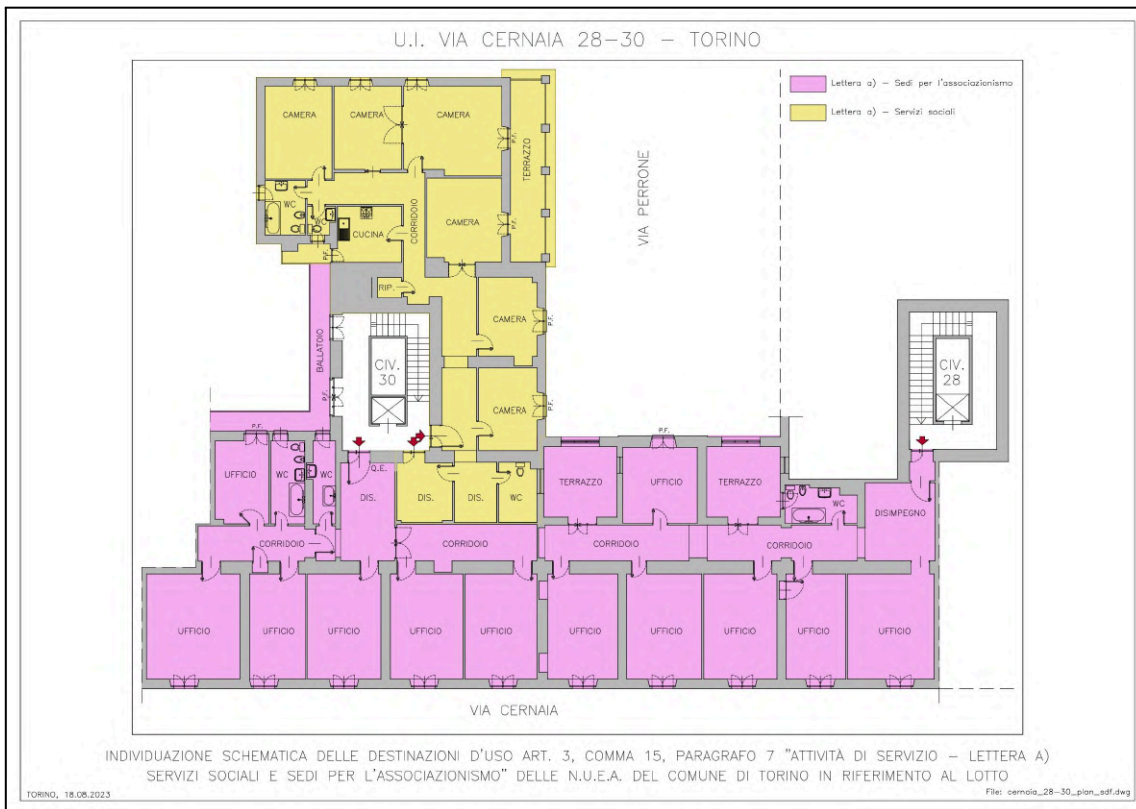 U.I. VIA CERNAIA 28-30 - TORINO
Lettera a) - Sedi per l'associonismo
Lettera a) - Servizi sociali
CAMERA
CAMERA
CAMERA
P.F.
TERRAZZO
VIA PERRONE
WC
WC
CUCINA
CORRIDOIO
CAMERA
P.F.
P.F.
RIP.
CAMERA
P.F.
BALLATOIO
CIV.
30
CIV.
28
P.F.
CAMERA
P.F.
P.F.
P.F.
UFFICIO
WC
WC
Q.E.
DIS.
DIS.
DIS.
WC
TERRAZZO
UFFICIO
TERRAZZO
WC
DISIMPEGNO
CORRIDOIO
CORRIDOIO
CORRIDOIO
CORRIDOIO
UFFICIO
UFFICIO
UFFICIO
UFFICIO
UFFICIO
UFFICIO
UFFICIO
UFFICIO
UFFICIO
UFFICIO
VIA CERNAIA
INDIVIDUAZIONE SCHEMATICA DELLE DESTINAZIONI D'USO ART. 3, COMMA 15, PARAGRAFO 7 "ATTIVITÀ DI SERVIZIO - LETTERA A)
SERVIZI SOCIALI E SEDI PER L'ASSOCIAZIONISMO" DELLE N.U.E.A. DEL COMUNE DI TORINO IN RIFERIMENTO AL LOTTO
TORINO, 18.08.2023
File: cernaia_28-30_plan_sdf.dwg